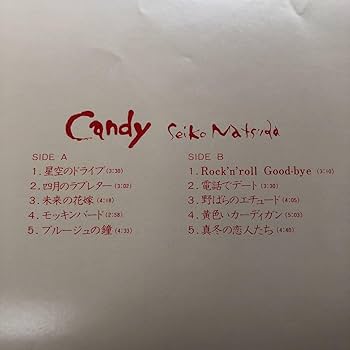 Candy Seiko Matsuda
SIDE A
1. 星空のドライブ (3:30)
2. 四月のラブレター (3:02)
3. 未来の花嫁 (4:18)
4. モッキンバード (2:58)
5. ブルージュの鐘 (4:33)
SIDE B
1. Rock'n'roll Good-bye (3:10)
2. 電話でデート (3:30)
3. 野ばらのエチュード (4:05)
4. 黄色いカーディガン (5:03)
5. 真冬の恋人たち (4:40)